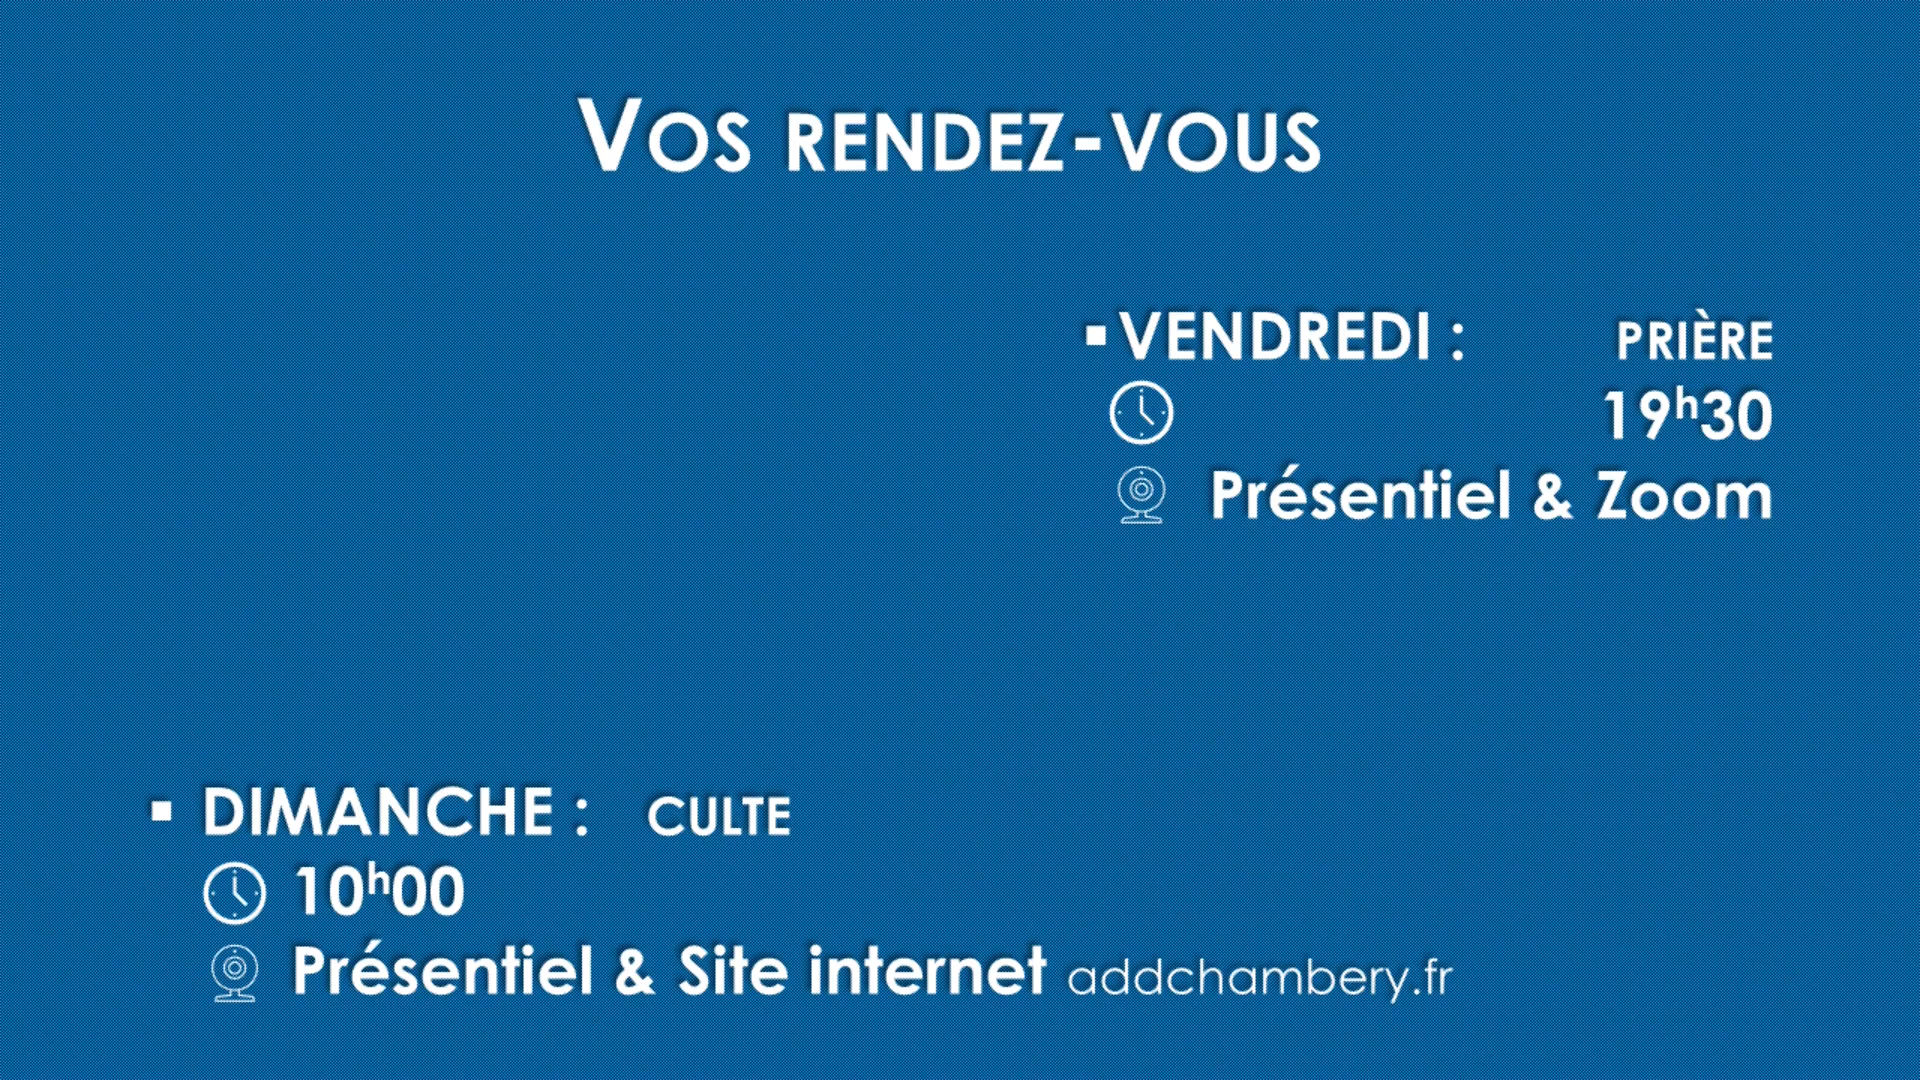 VOS RENDEZ-VOUS
▪ VENDREDI : PRIÈRE
19h30
Présentiel & Zoom
▪ DIMANCHE : CULTE
10h00
Présentiel & Site internet addchambery.fr